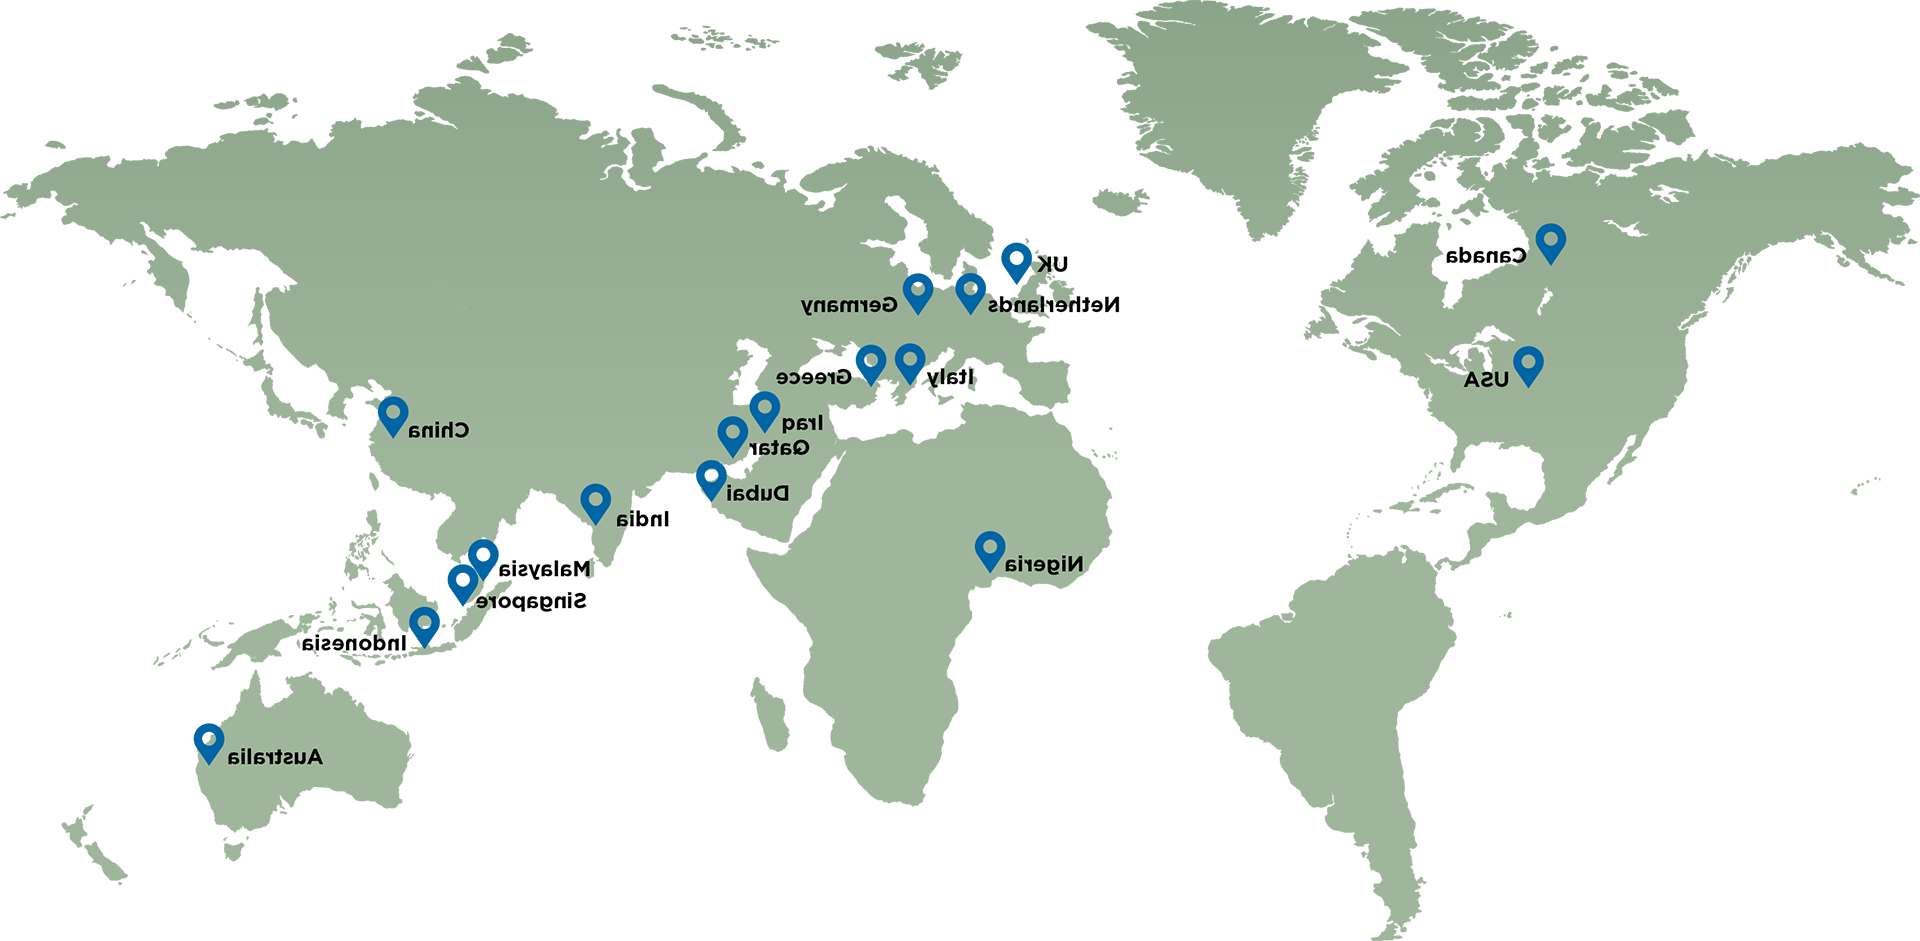 Canada
UK
Netherlands
Germany
Italy
Greece
USA
Iraq
China
Qatar
Dubai
India
Nigeria
Malaysia
Singapore
Indonesia
Australia